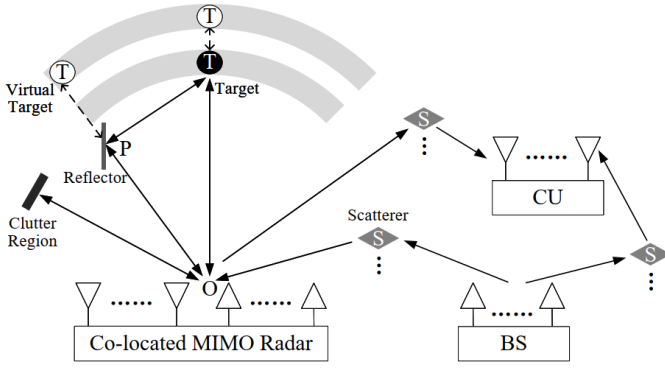 T
T
T
Virtual
Target
Target
P
Reflector
Clutter
Region
S
......
CU
Scatterer
S
S
O
......
......
......
Co-located MIMO Radar
BS